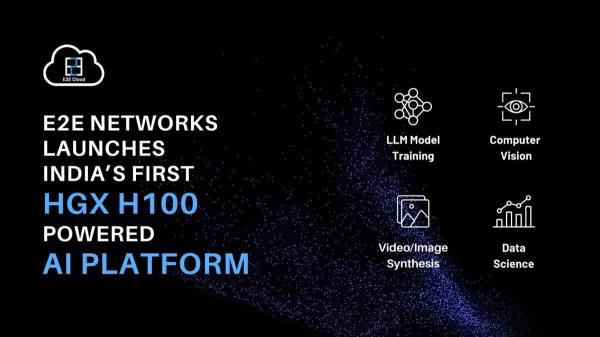 E2E Cloud
E2E NETWORKS
LAUNCHES
INDIA'S FIRST
HGX H100
POWERED
AI PLATFORM
LLM Model
Training
Computer
Vision
Video/Image
Synthesis
Data
Science